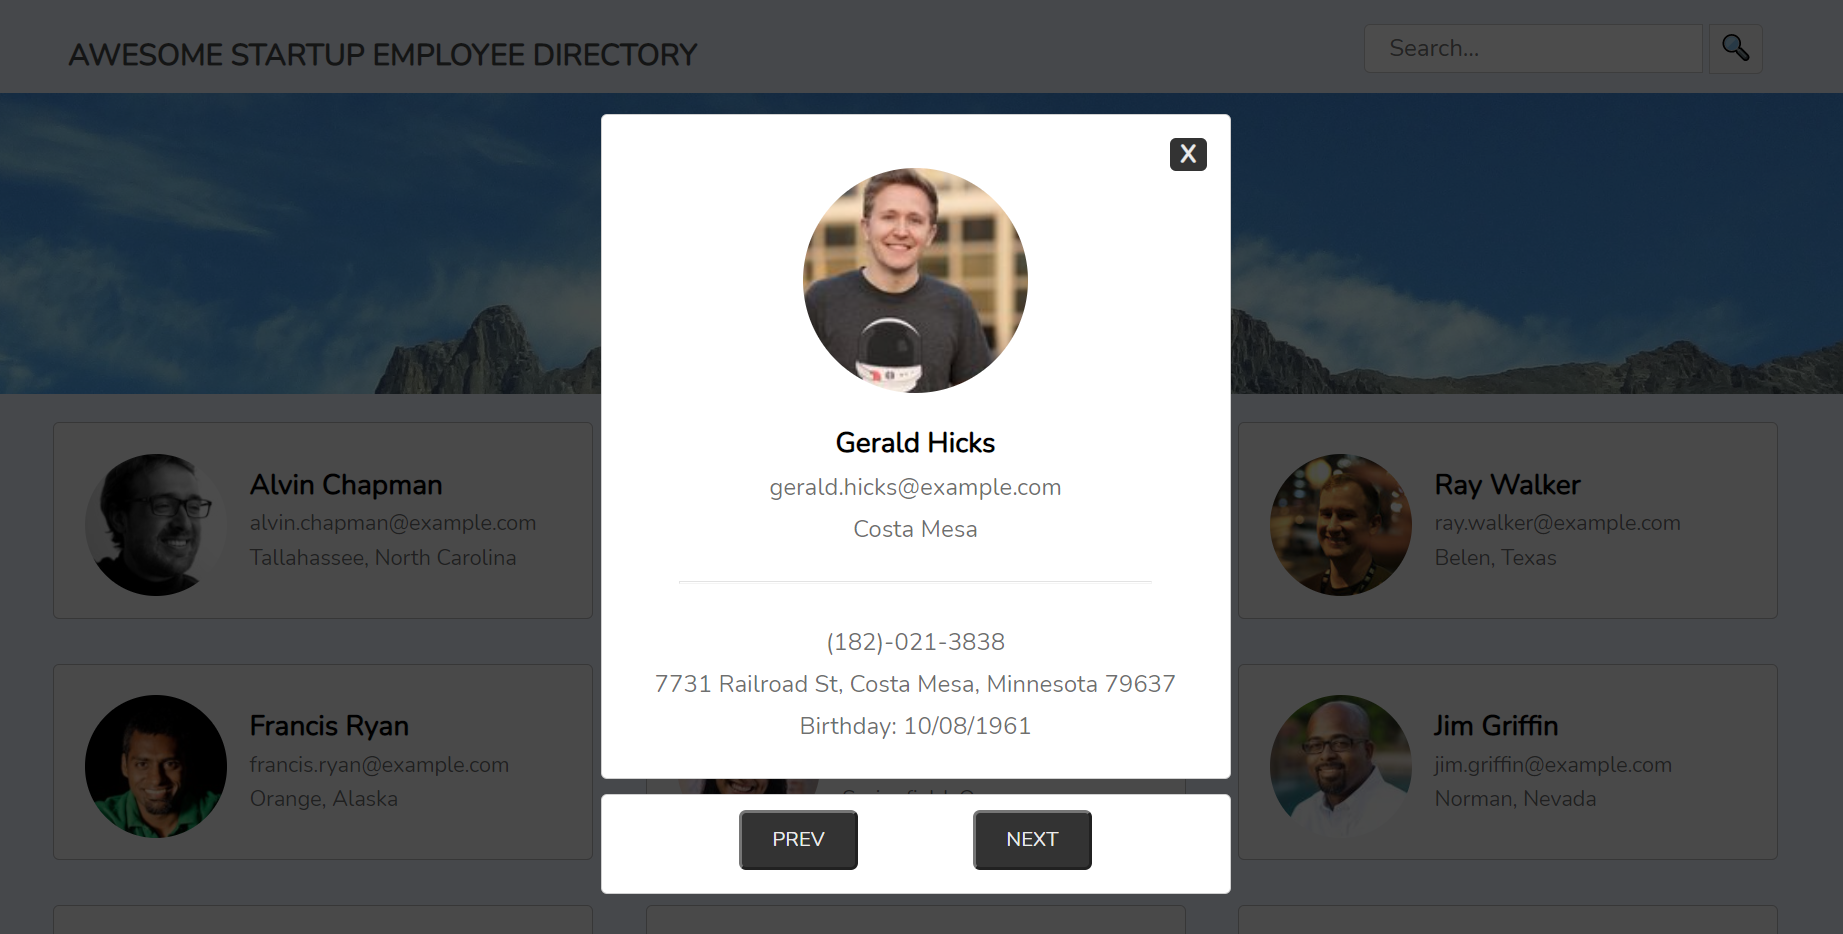 AWESOME STARTUP EMPLOYEE DIRECTORY
Search...
X
Gerald Hicks
gerald.hicks@example.com
Costa Mesa
(182)-021-3838
7731 Railroad St, Costa Mesa, Minnesota 79637
Birthday: 10/08/1961
PREV
NEXT
Alvin Chapman
alvin.chapman@example.com
Tallahassee, North Carolina
Ray Walker
ray.walker@example.com
Belen, Texas
Francis Ryan
francis.ryan@example.com
Orange, Alaska
Jim Griffin
jim.griffin@example.com
Norman, Nevada